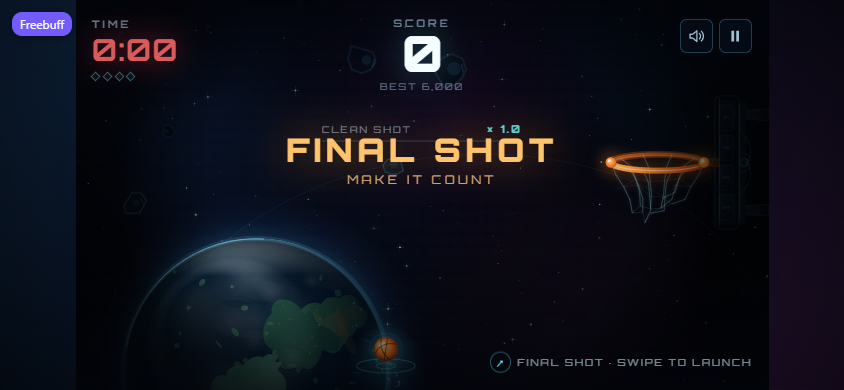 Freebuff
TIME
0:00
SCORE
0
BEST 6,000
CLEAN SHOT x 1.0
FINAL SHOT
MAKE IT COUNT
FINAL SHOT · SWIPE TO LAUNCH